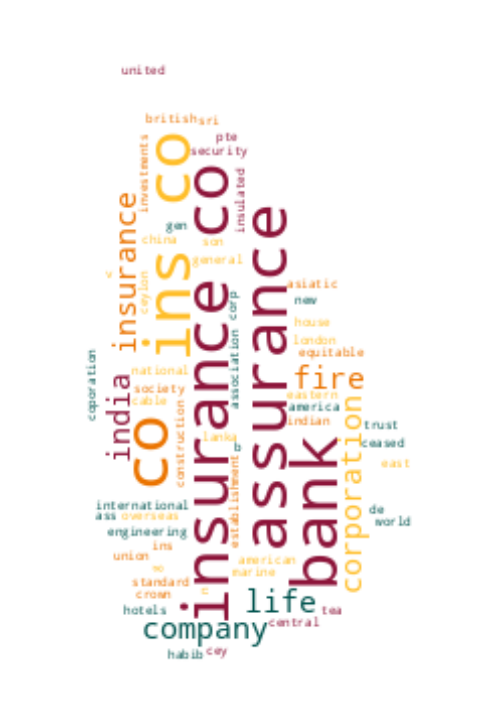 united
british
sri
pte
security
investments
ins co
insurance co
insulated
gen
china
son
general
insurance
assurance
ceylon
asiatic
new
association corp
house
london
equitable
coporation
national
india
society
cable
co
fire
eastern
america
indian
construction
corporation
bank
lanka
trust
ceased
establishment
east
international
ass
overseas
de
world
engineering
ins
union
american
marine
standard
crown
life
hotels
tea
company
central
habib
cey